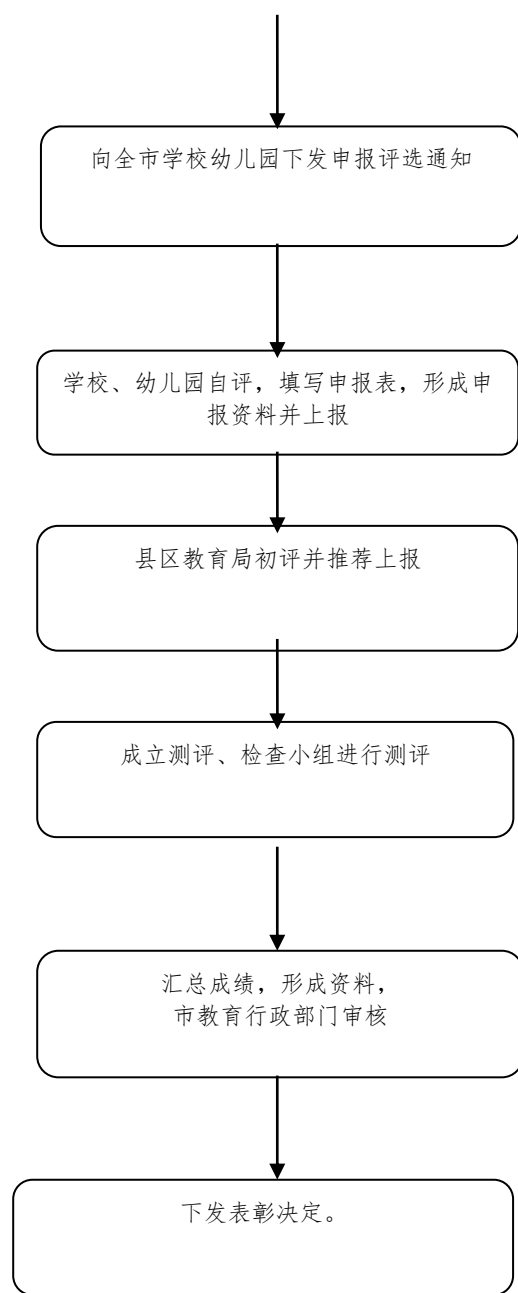 向全市学校幼儿园下发申报评选通知
学校、幼儿园自评，填写申报表，形成申
报资料并上报
县区教育局初评并推荐上报
成立测评、检查小组进行测评
汇总成绩，形成资料，
市教育行政部门审核
下发表彰决定。